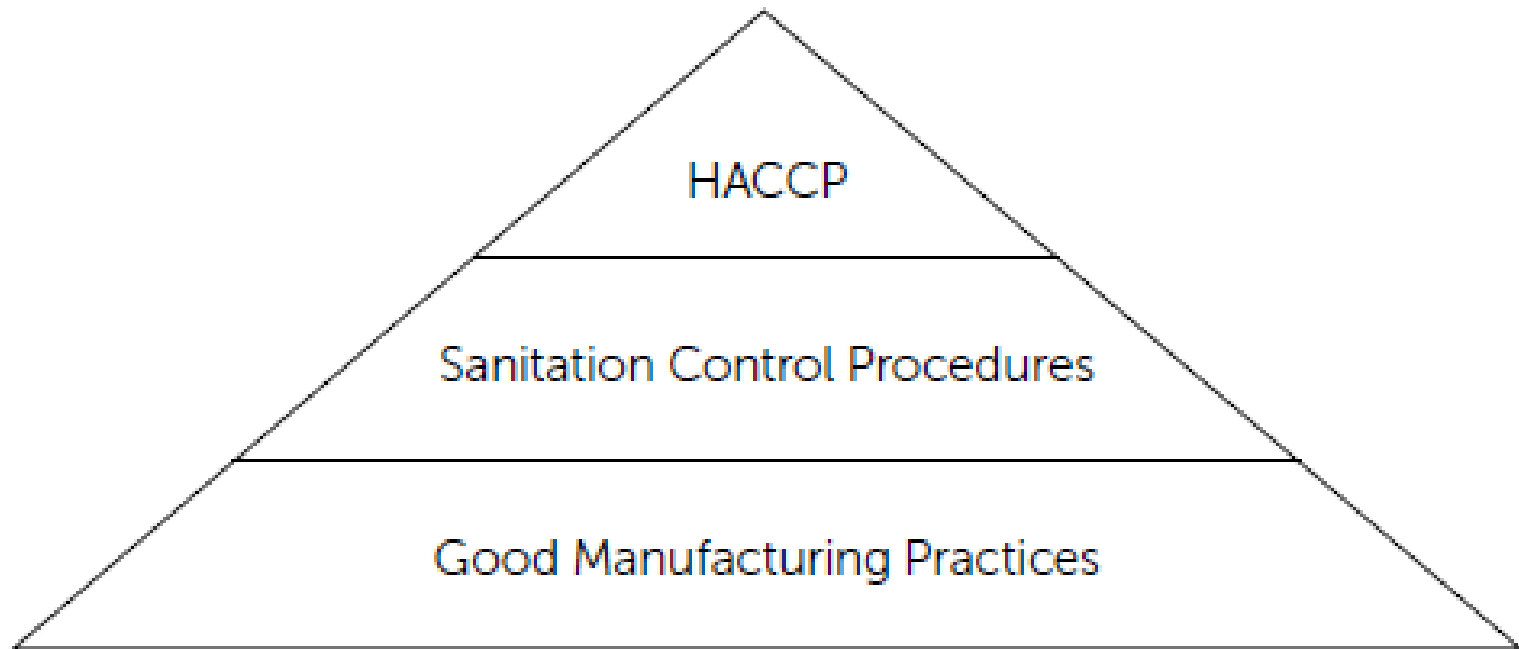 HACCP
Sanitation Control Procedures
Good Manufacturing Practices